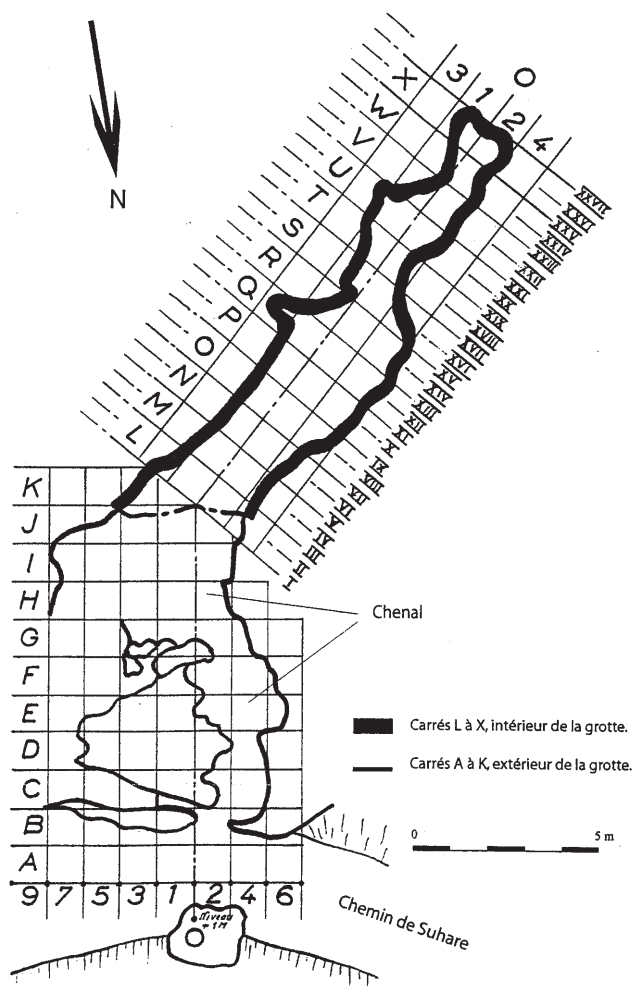 O
3 1 2 4
X
W
V
U
T
S
R
Q
P
O
N
M
L
N
XXVII
XXVI
XXV
XXIV
XXIII
XXII
XXI
XX
XIX
XVIII
XVII
XVI
XV
XIV
XIII
XII
XI
X
IX
VIII
VII
VI
V
IV
III
II
I
K
J
I
H
G
F
E
D
C
B
A
9 7 5 3 1 2 4 6
Chenal
Carrés L à X, intérieur de la grotte.
Carrés A à K, extérieur de la grotte.
0 5 m
Chemin de Suhare
Niveau
+ 1 M